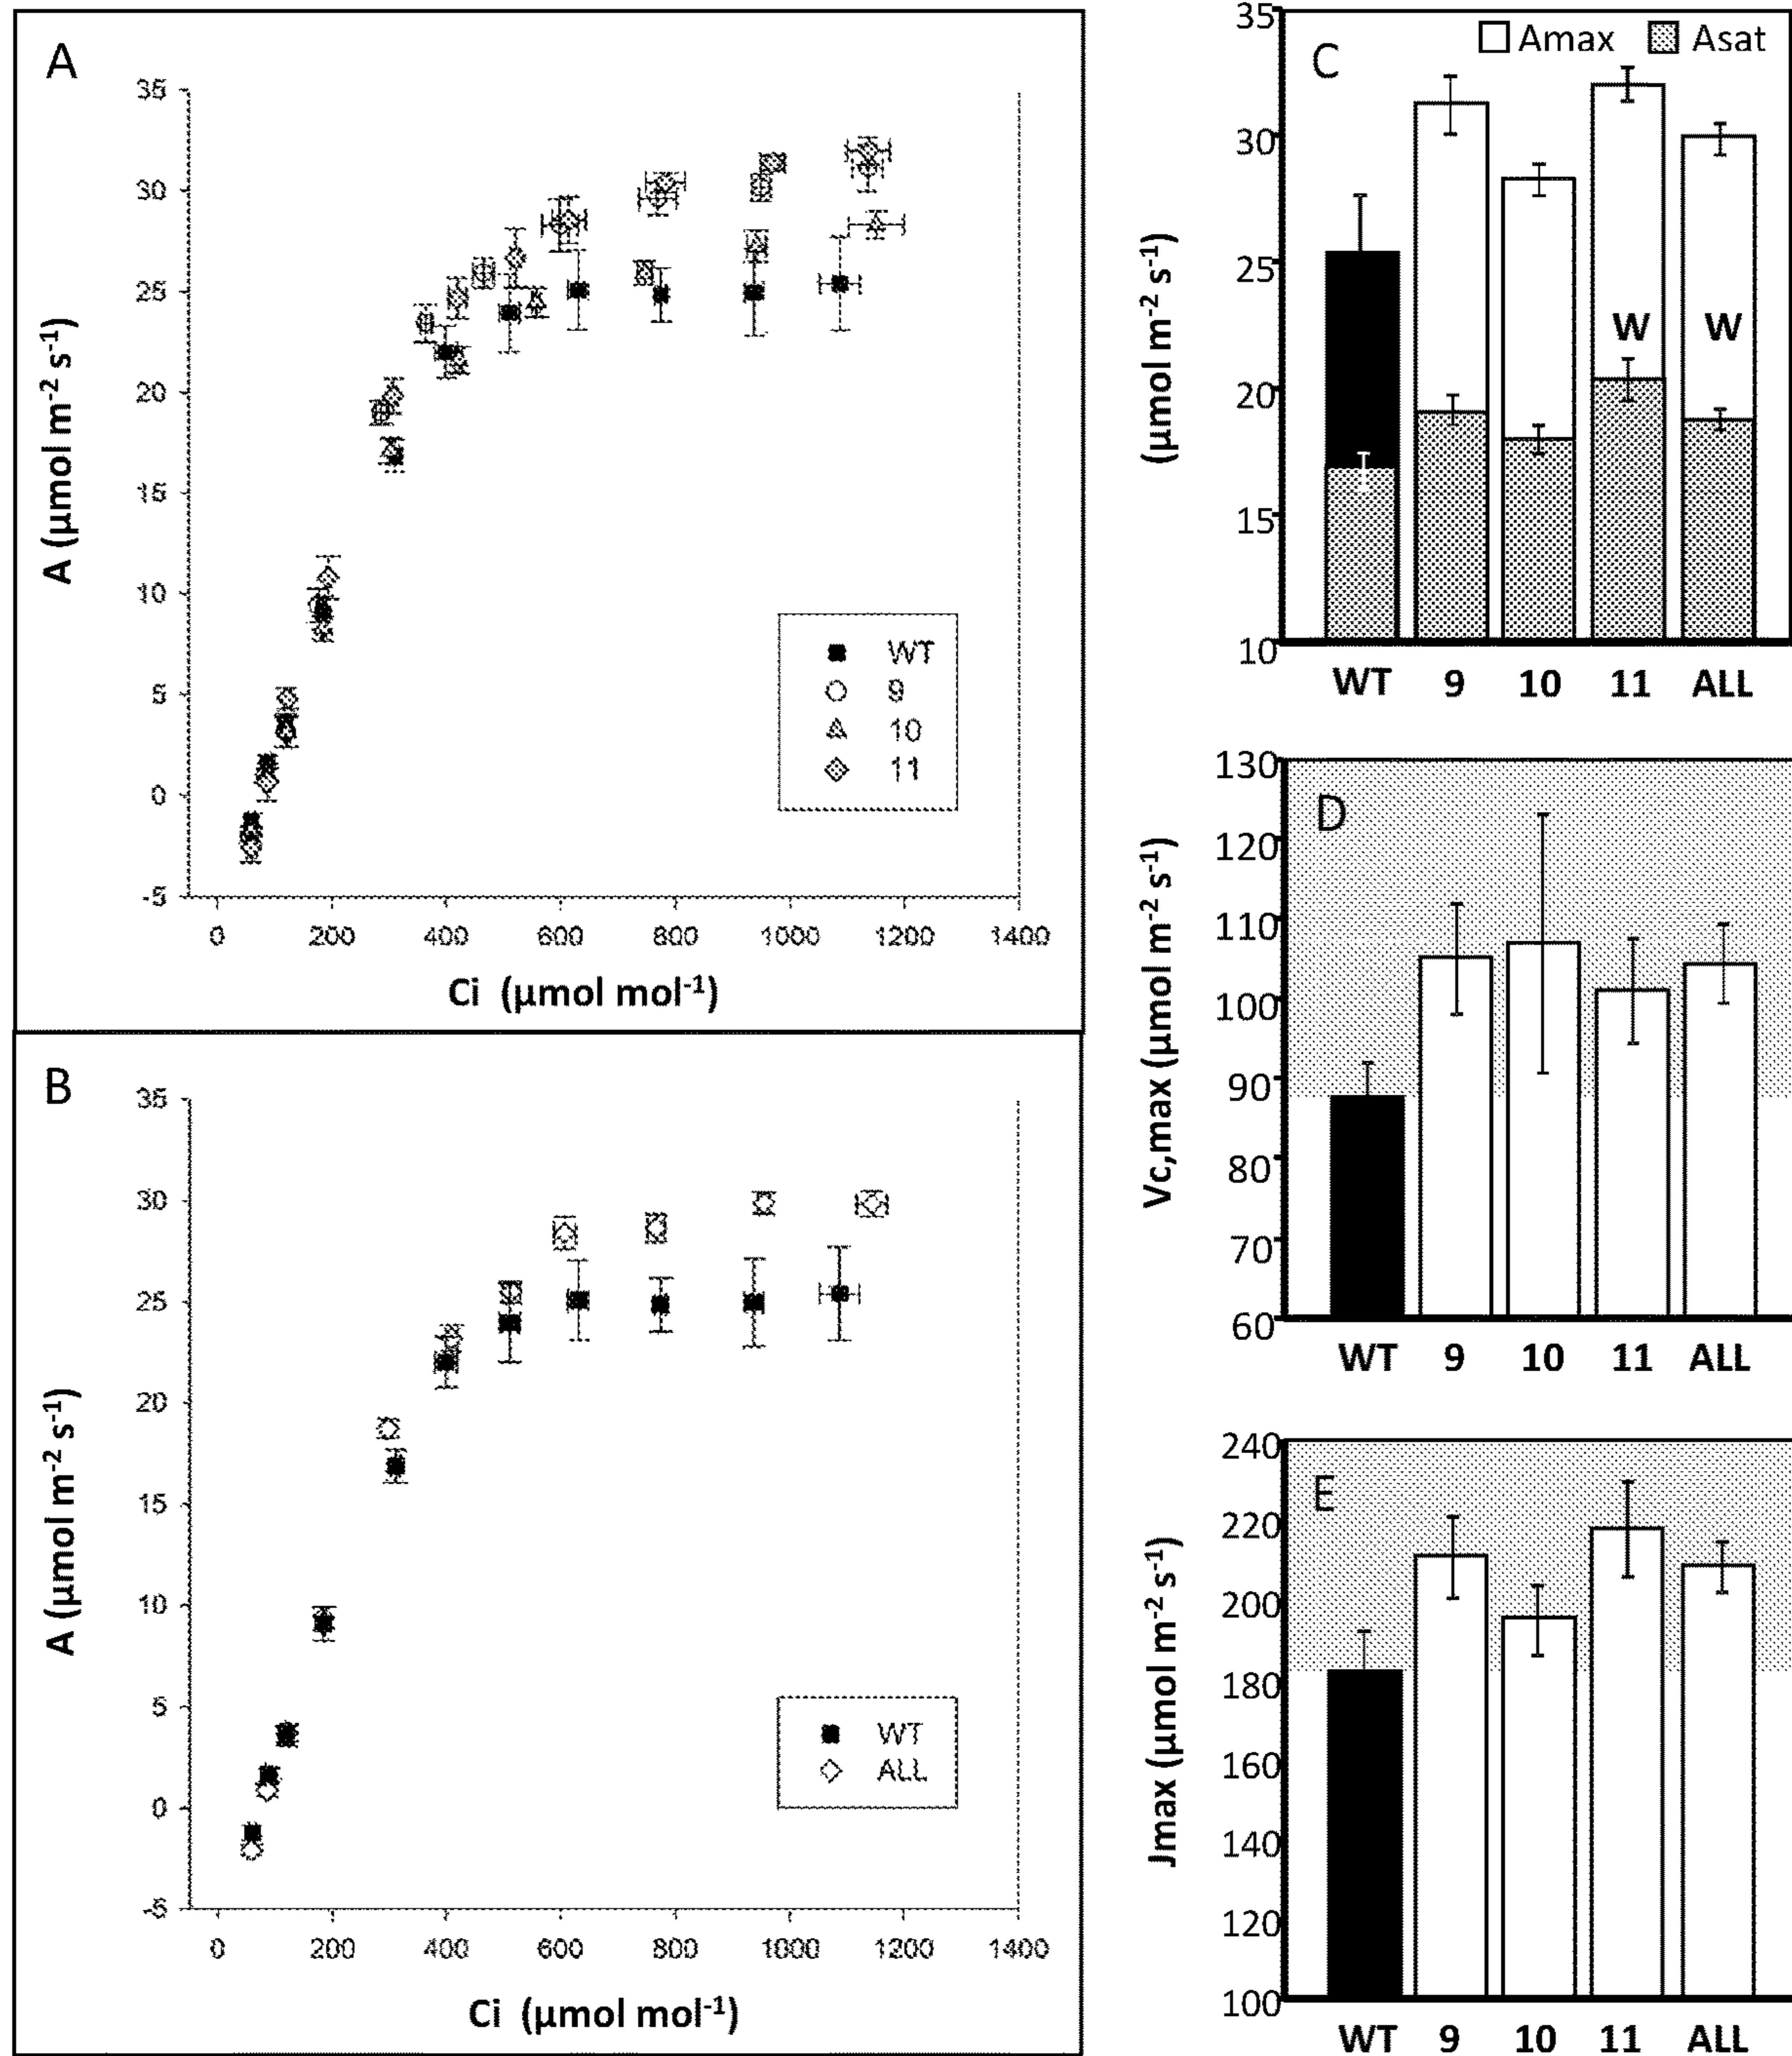 A
35
30
25
20
15
10
5
0
-5
A (µmol m-2 s-1)
WT
9
10
11
0 200 400 600 800 1000 1200 1400
Ci (µmol mol-1)
B
35
30
25
20
15
10
5
0
-5
A (µmol m-2 s-1)
WT
ALL
0 200 400 600 800 1000 1200 1400
Ci (µmol mol-1)
C
Amax Asat
35
30
25
20
15
10
(µmol m-2 s-1)
W W
WT 9 10 11 ALL
D
130
120
110
100
90
80
70
60
Vc,max (µmol m-2 s-1)
WT 9 10 11 ALL
E
240
220
200
180
160
140
120
100
Jmax (µmol m-2 s-1)
WT 9 10 11 ALL